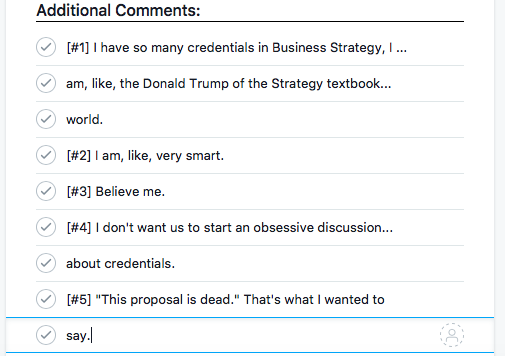 Additional Comments:
[#1] I have so many credentials in Business Strategy, I ...
am, like, the Donald Trump of the Strategy textbook...
world.
[#2] I am, like, very smart.
[#3] Believe me.
[#4] I don't want us to start an obsessive discussion...
about credentials.
[#5] "This proposal is dead." That's what I wanted to
say.